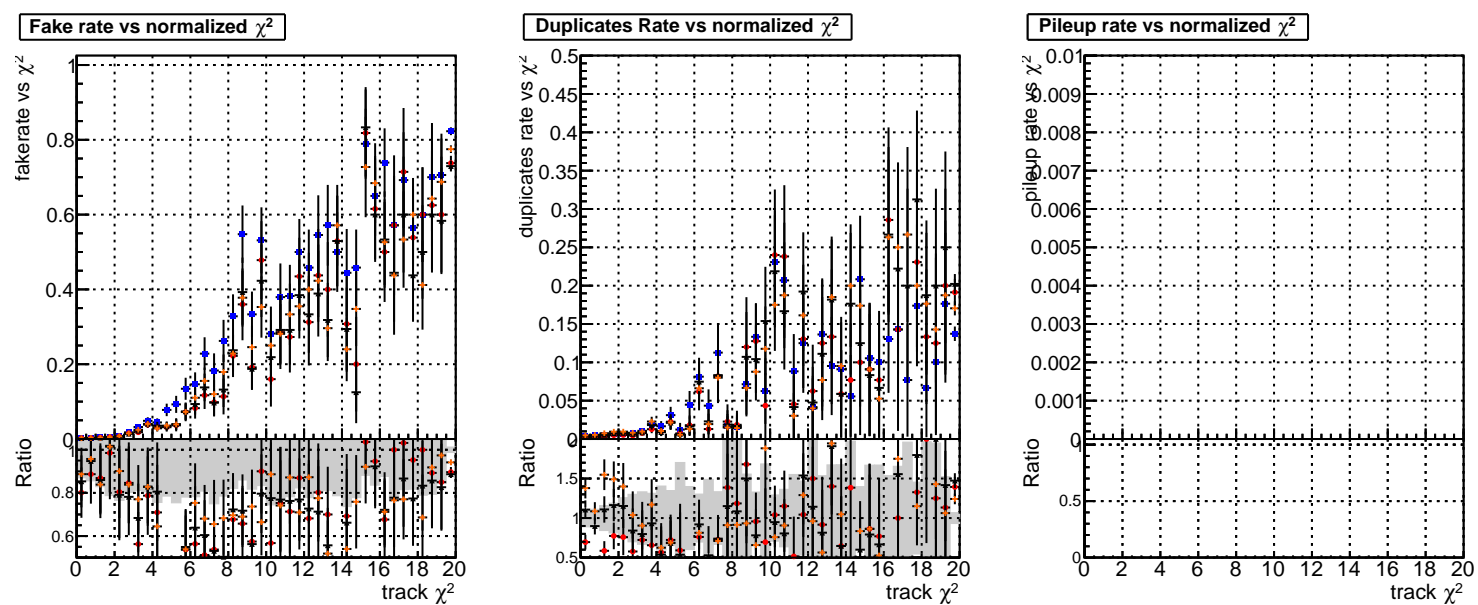 Fake rate vs normalized χ²
fakerate vs χ²
1
0.8
0.6
0.4
0.2
0
Ratio
1
0.8
0.6
0 2 4 6 8 10 12 14 16 18 20
track χ²
Duplicates Rate vs normalized χ²
duplicates rate vs χ²
0.5
0.45
0.4
0.35
0.3
0.25
0.2
0.15
0.1
0.05
0
Ratio
1.5
1
0.5
0 2 4 6 8 10 12 14 16 18 20
track χ²
Pileup rate vs normalized χ²
pileup rate vs χ²
0.01
0.009
0.008
0.007
0.006
0.005
0.004
0.003
0.002
0.001
0
Ratio
1
0.5
0
0 2 4 6 8 10 12 14 16 18 20
track χ²